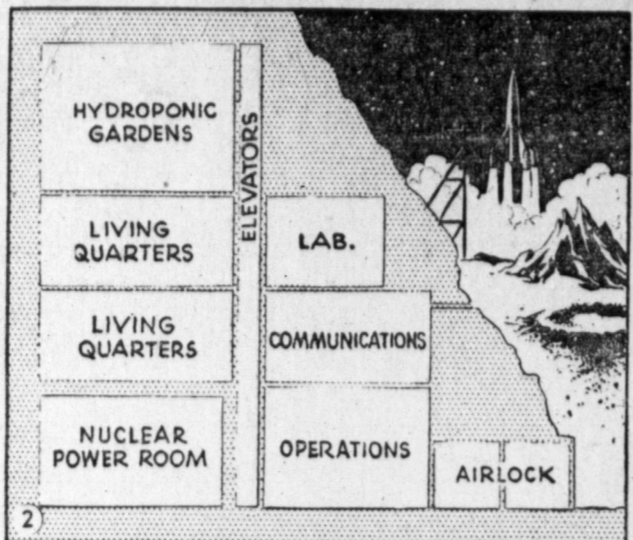 HYDROPONIC
GARDENS
ELEVATORS
LIVING
QUARTERS
LAB.
LIVING
QUARTERS
COMMUNICATIONS
NUCLEAR
POWER ROOM
OPERATIONS
AIRLOCK
2